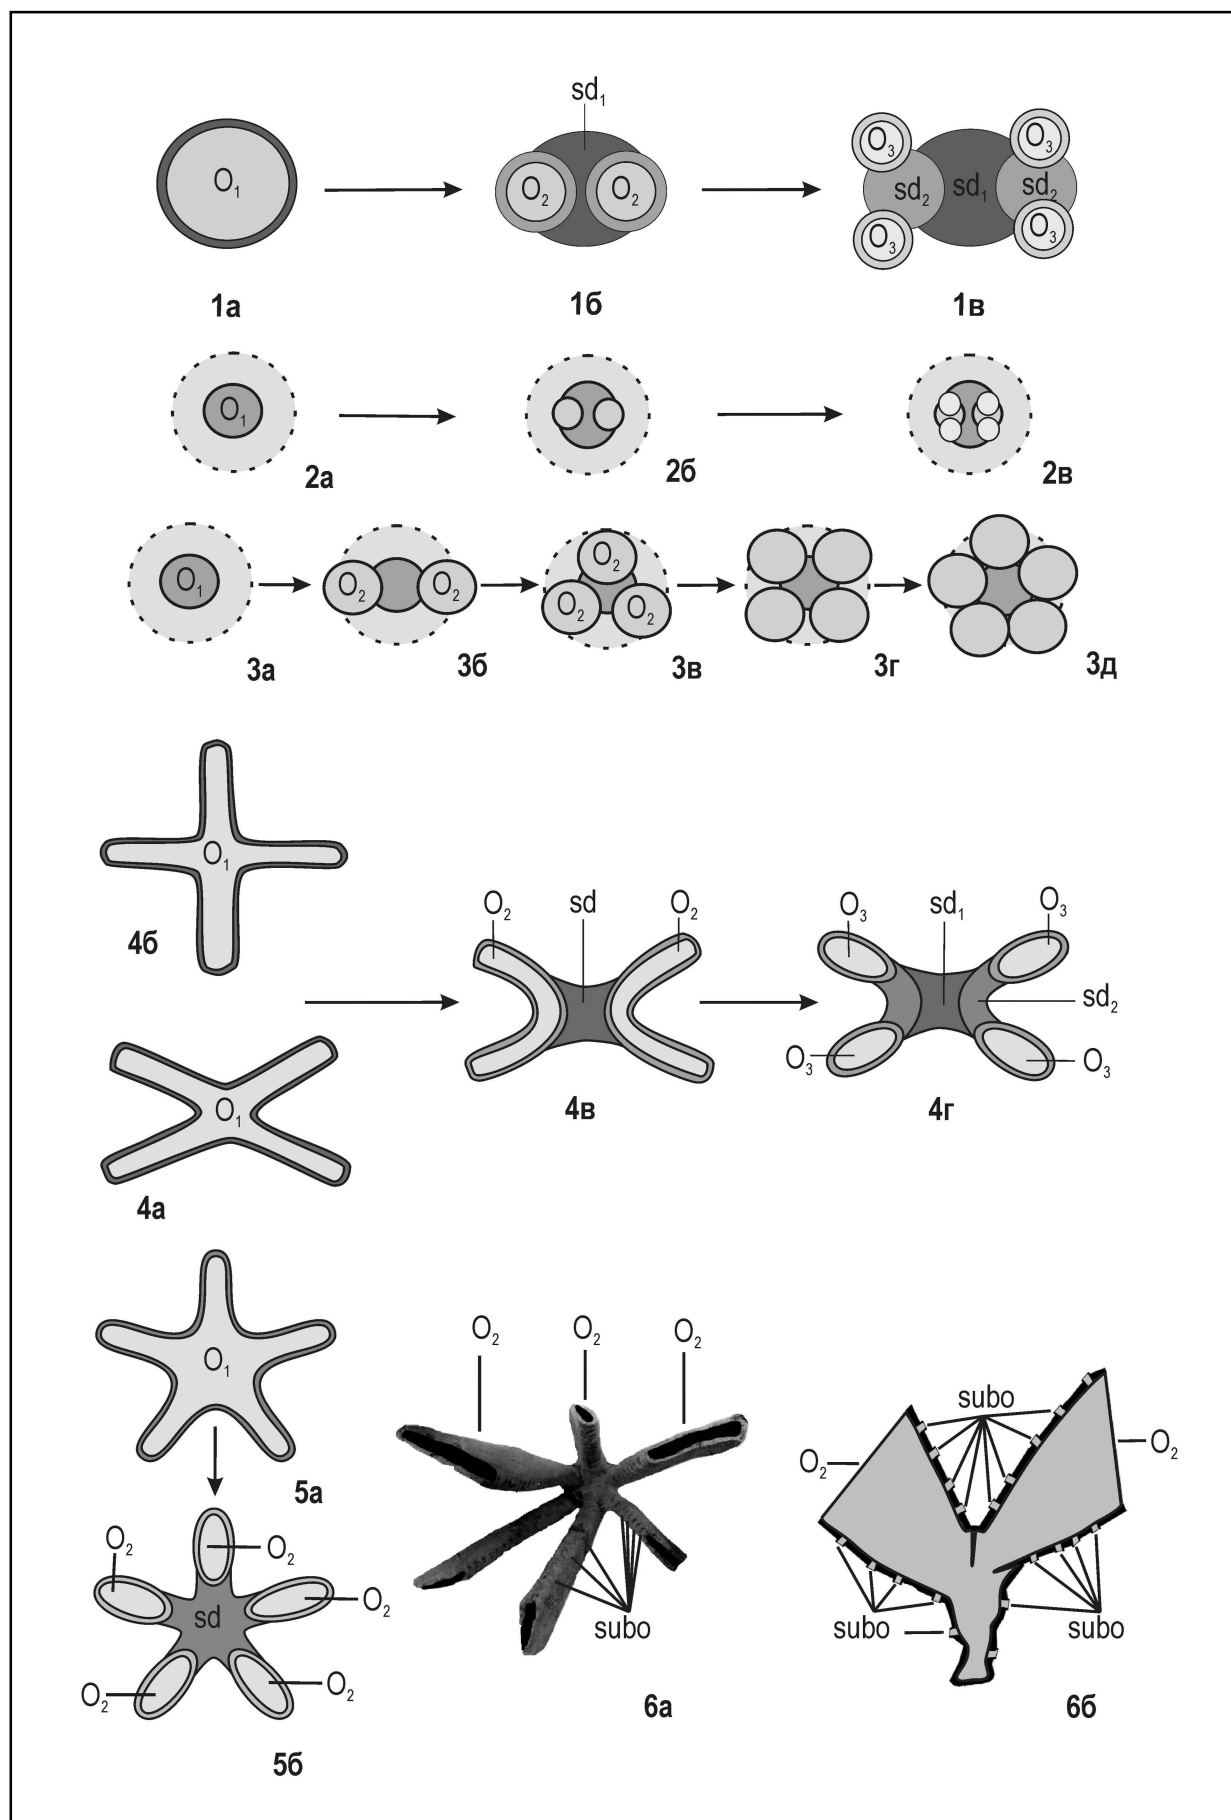 sd₁
O₁
O₂ O₂
O₃ O₃
sd₂ sd₁ sd₂
O₃ O₃
1а 1б 1в
O₁
2а 2б 2в
O₁ O₂ O₂ O₂ O₂ O₂
3а 3б 3в 3г 3д
O₁
4б
O₂ sd O₂
O₃ sd₁ O₃
sd₂
O₃ O₃
4в 4г
O₁
4а
O₁
5а
O₂ O₂
sd O₂
O₂ O₂
5б
O₂ O₂ O₂
subo
6а
subo
O₂ O₂
subo subo
6б